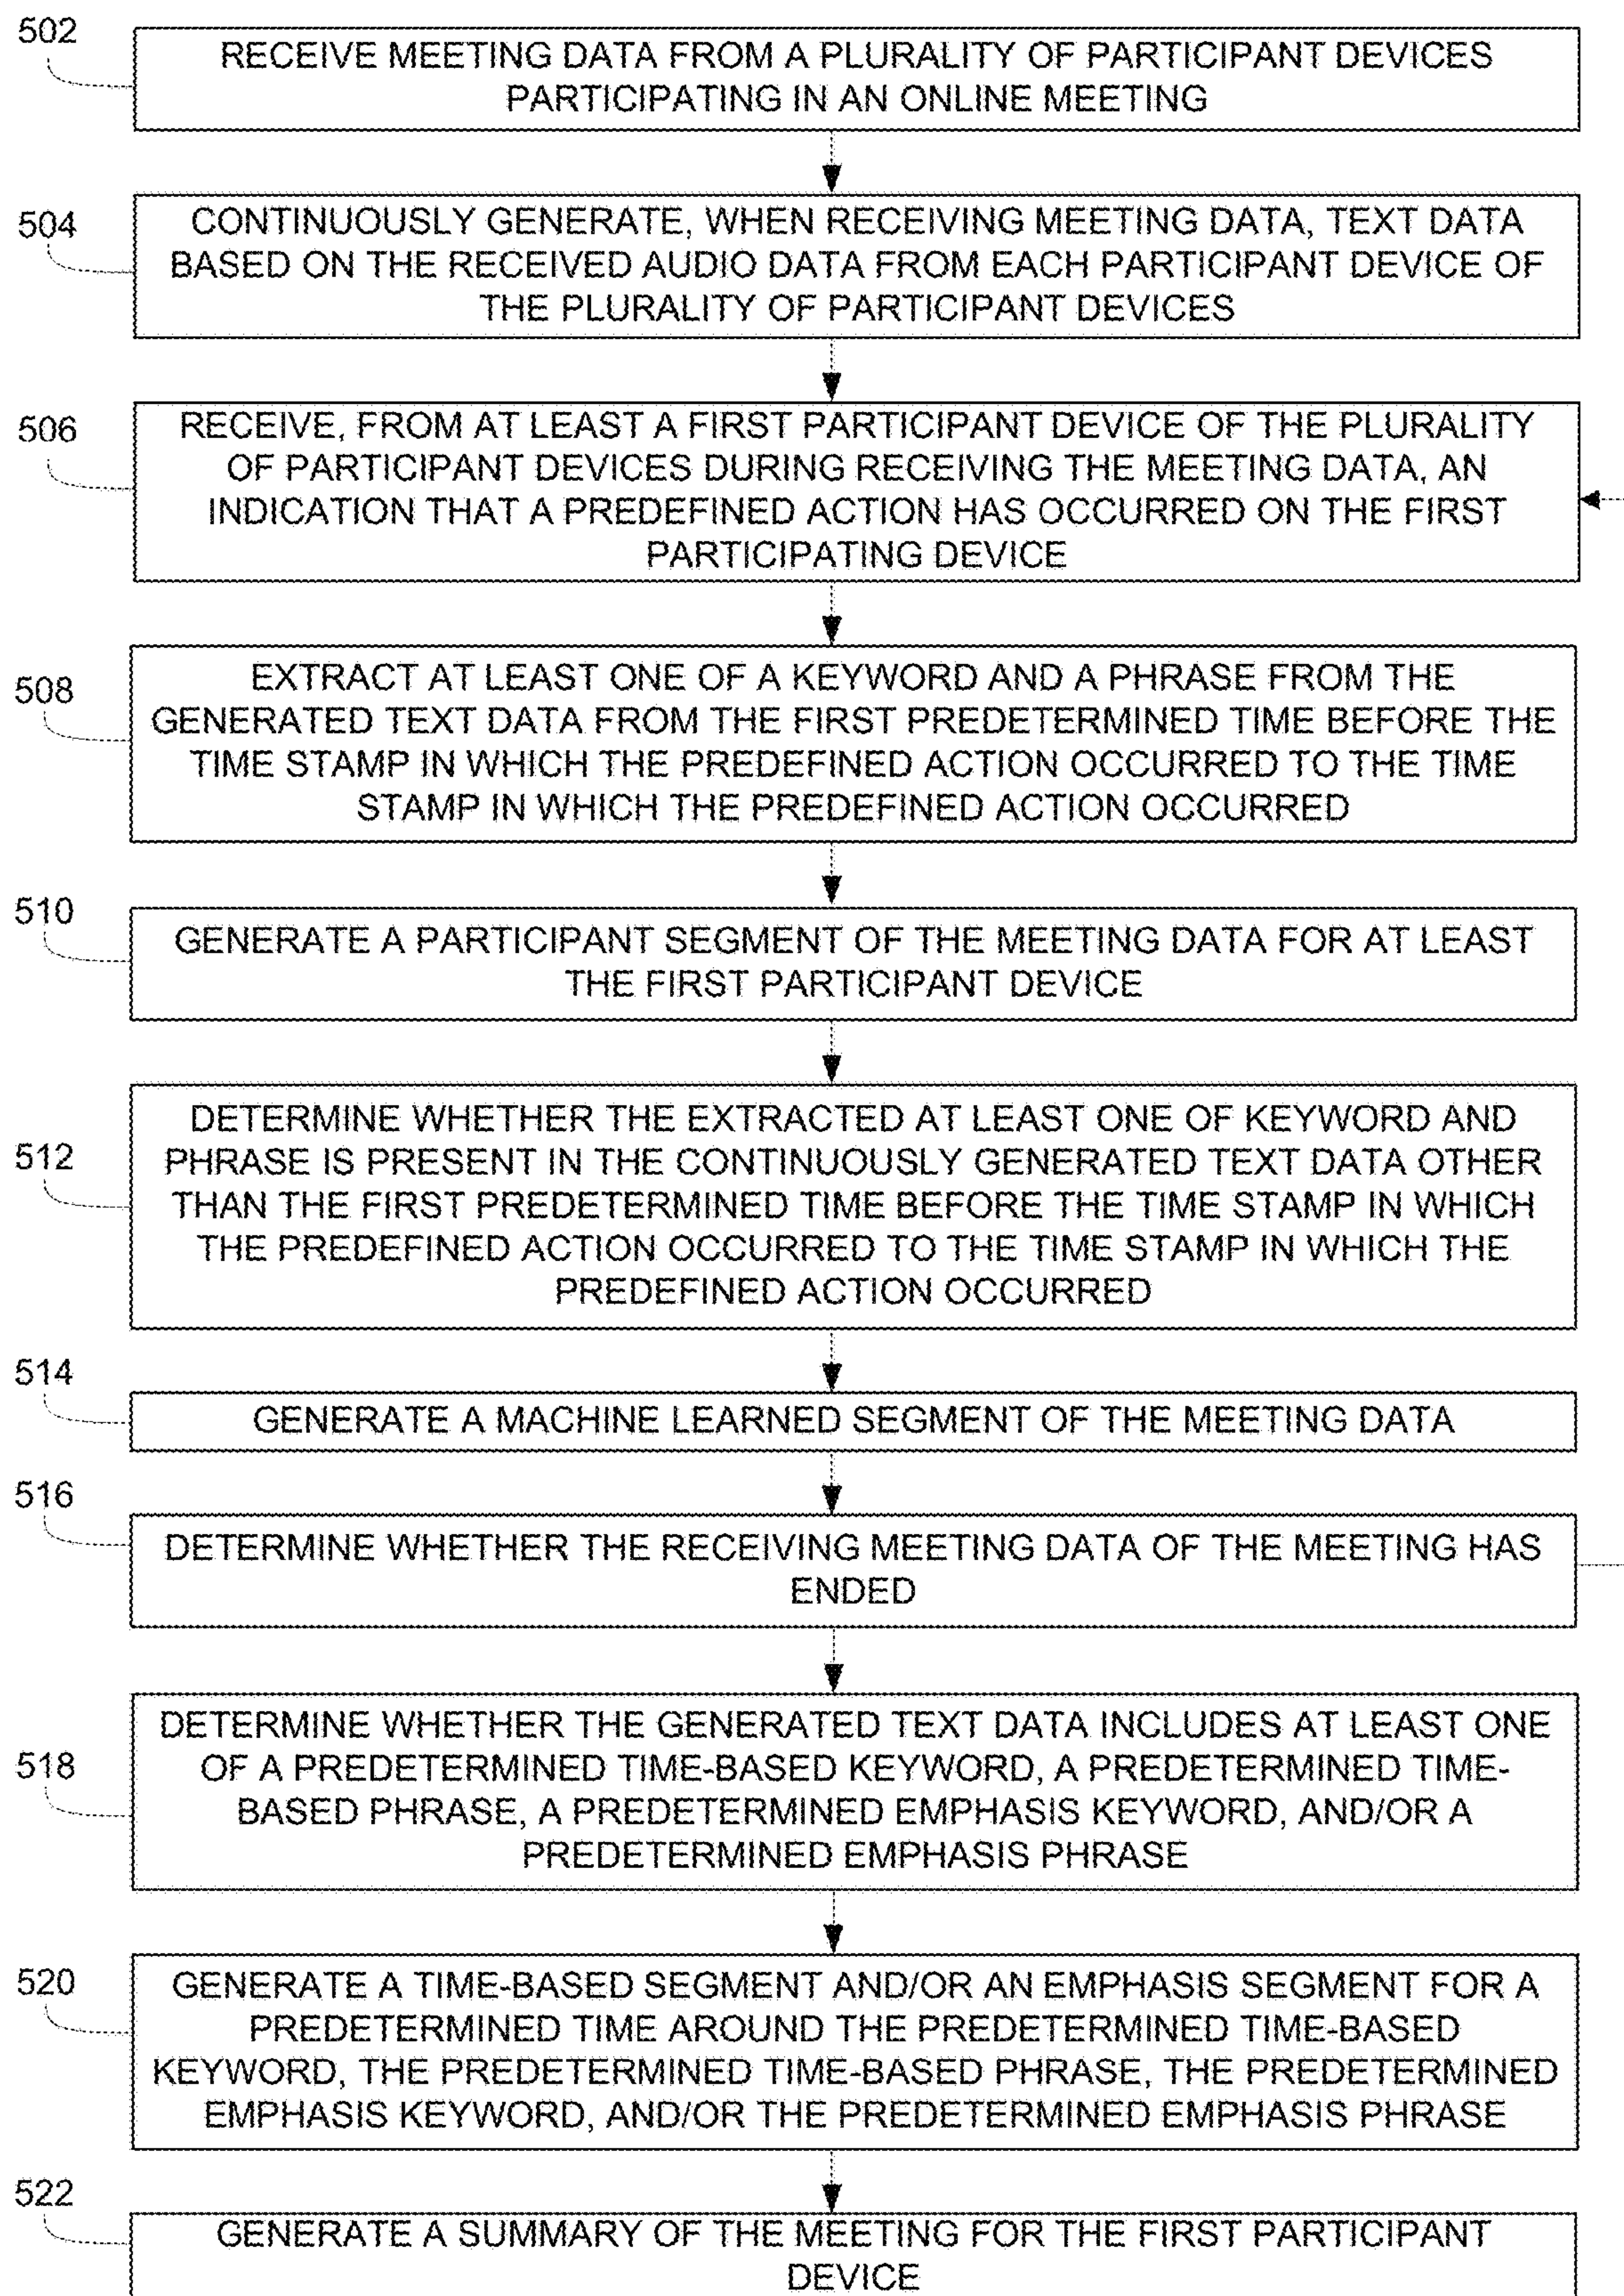 502
RECEIVE MEETING DATA FROM A PLURALITY OF PARTICIPANT DEVICES
PARTICIPATING IN AN ONLINE MEETING
504
CONTINUOUSLY GENERATE, WHEN RECEIVING MEETING DATA, TEXT DATA
BASED ON THE RECEIVED AUDIO DATA FROM EACH PARTICIPANT DEVICE OF
THE PLURALITY OF PARTICIPANT DEVICES
506
RECEIVE, FROM AT LEAST A FIRST PARTICIPANT DEVICE OF THE PLURALITY
OF PARTICIPANT DEVICES DURING RECEIVING THE MEETING DATA, AN
INDICATION THAT A PREDEFINED ACTION HAS OCCURRED ON THE FIRST
PARTICIPATING DEVICE
508
EXTRACT AT LEAST ONE OF A KEYWORD AND A PHRASE FROM THE
GENERATED TEXT DATA FROM THE FIRST PREDETERMINED TIME BEFORE THE
TIME STAMP IN WHICH THE PREDEFINED ACTION OCCURRED TO THE TIME
STAMP IN WHICH THE PREDEFINED ACTION OCCURRED
510
GENERATE A PARTICIPANT SEGMENT OF THE MEETING DATA FOR AT LEAST
THE FIRST PARTICIPANT DEVICE
512
DETERMINE WHETHER THE EXTRACTED AT LEAST ONE OF KEYWORD AND
PHRASE IS PRESENT IN THE CONTINUOUSLY GENERATED TEXT DATA OTHER
THAN THE FIRST PREDETERMINED TIME BEFORE THE TIME STAMP IN WHICH
THE PREDEFINED ACTION OCCURRED TO THE TIME STAMP IN WHICH THE
PREDEFINED ACTION OCCURRED
514
GENERATE A MACHINE LEARNED SEGMENT OF THE MEETING DATA
516
DETERMINE WHETHER THE RECEIVING MEETING DATA OF THE MEETING HAS
ENDED
518
DETERMINE WHETHER THE GENERATED TEXT DATA INCLUDES AT LEAST ONE
OF A PREDETERMINED TIME-BASED KEYWORD, A PREDETERMINED TIME-
BASED PHRASE, A PREDETERMINED EMPHASIS KEYWORD, AND/OR A
PREDETERMINED EMPHASIS PHRASE
520
GENERATE A TIME-BASED SEGMENT AND/OR AN EMPHASIS SEGMENT FOR A
PREDETERMINED TIME AROUND THE PREDETERMINED TIME-BASED
KEYWORD, THE PREDETERMINED TIME-BASED PHRASE, THE PREDETERMINED
EMPHASIS KEYWORD, AND/OR THE PREDETERMINED EMPHASIS PHRASE
522
GENERATE A SUMMARY OF THE MEETING FOR THE FIRST PARTICIPANT
DEVICE